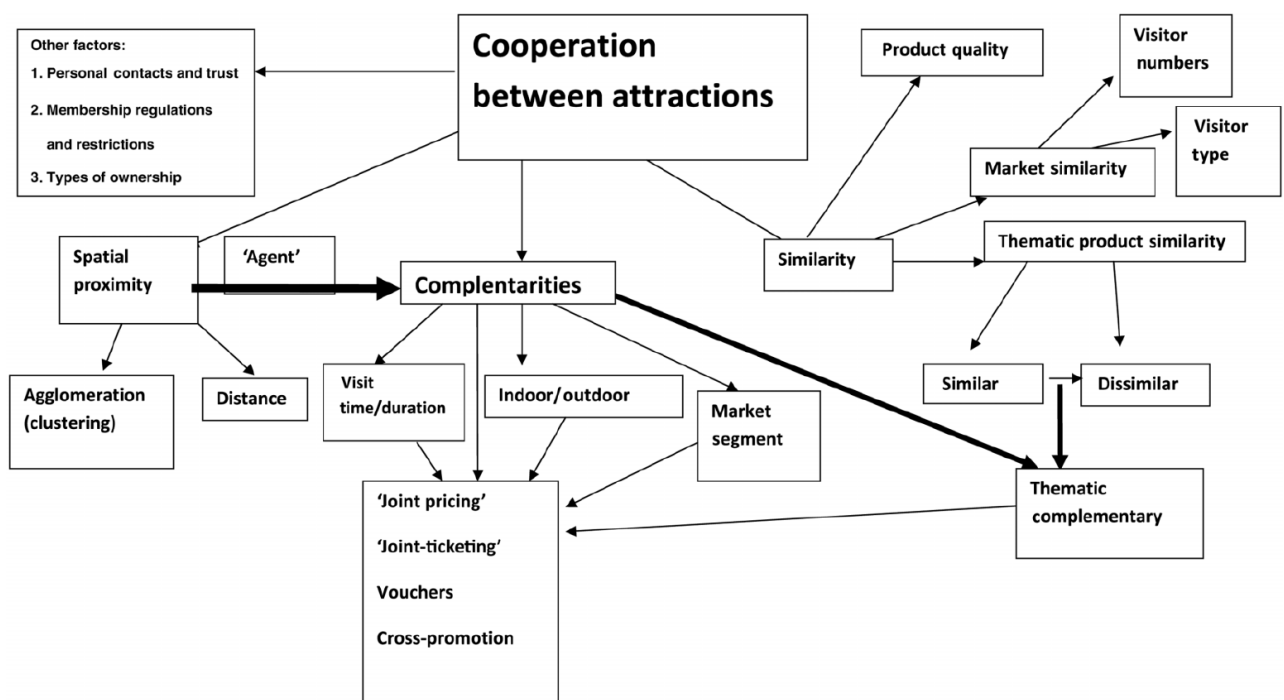 Cooperation
between attractions
Other factors:
1. Personal contacts and trust
2. Membership regulations
and restrictions
3. Types of ownership
Product quality
Visitor
numbers
Visitor
type
Market similarity
Thematic product similarity
Similarity
Spatial
proximity
‘Agent’
Complentarities
Agglomeration
(clustering)
Distance
Visit
time/duration
Indoor/outdoor
Market
segment
Similar
Dissimilar
Thematic
complementary
‘Joint pricing’
‘Joint-ticketing’
Vouchers
Cross-promotion